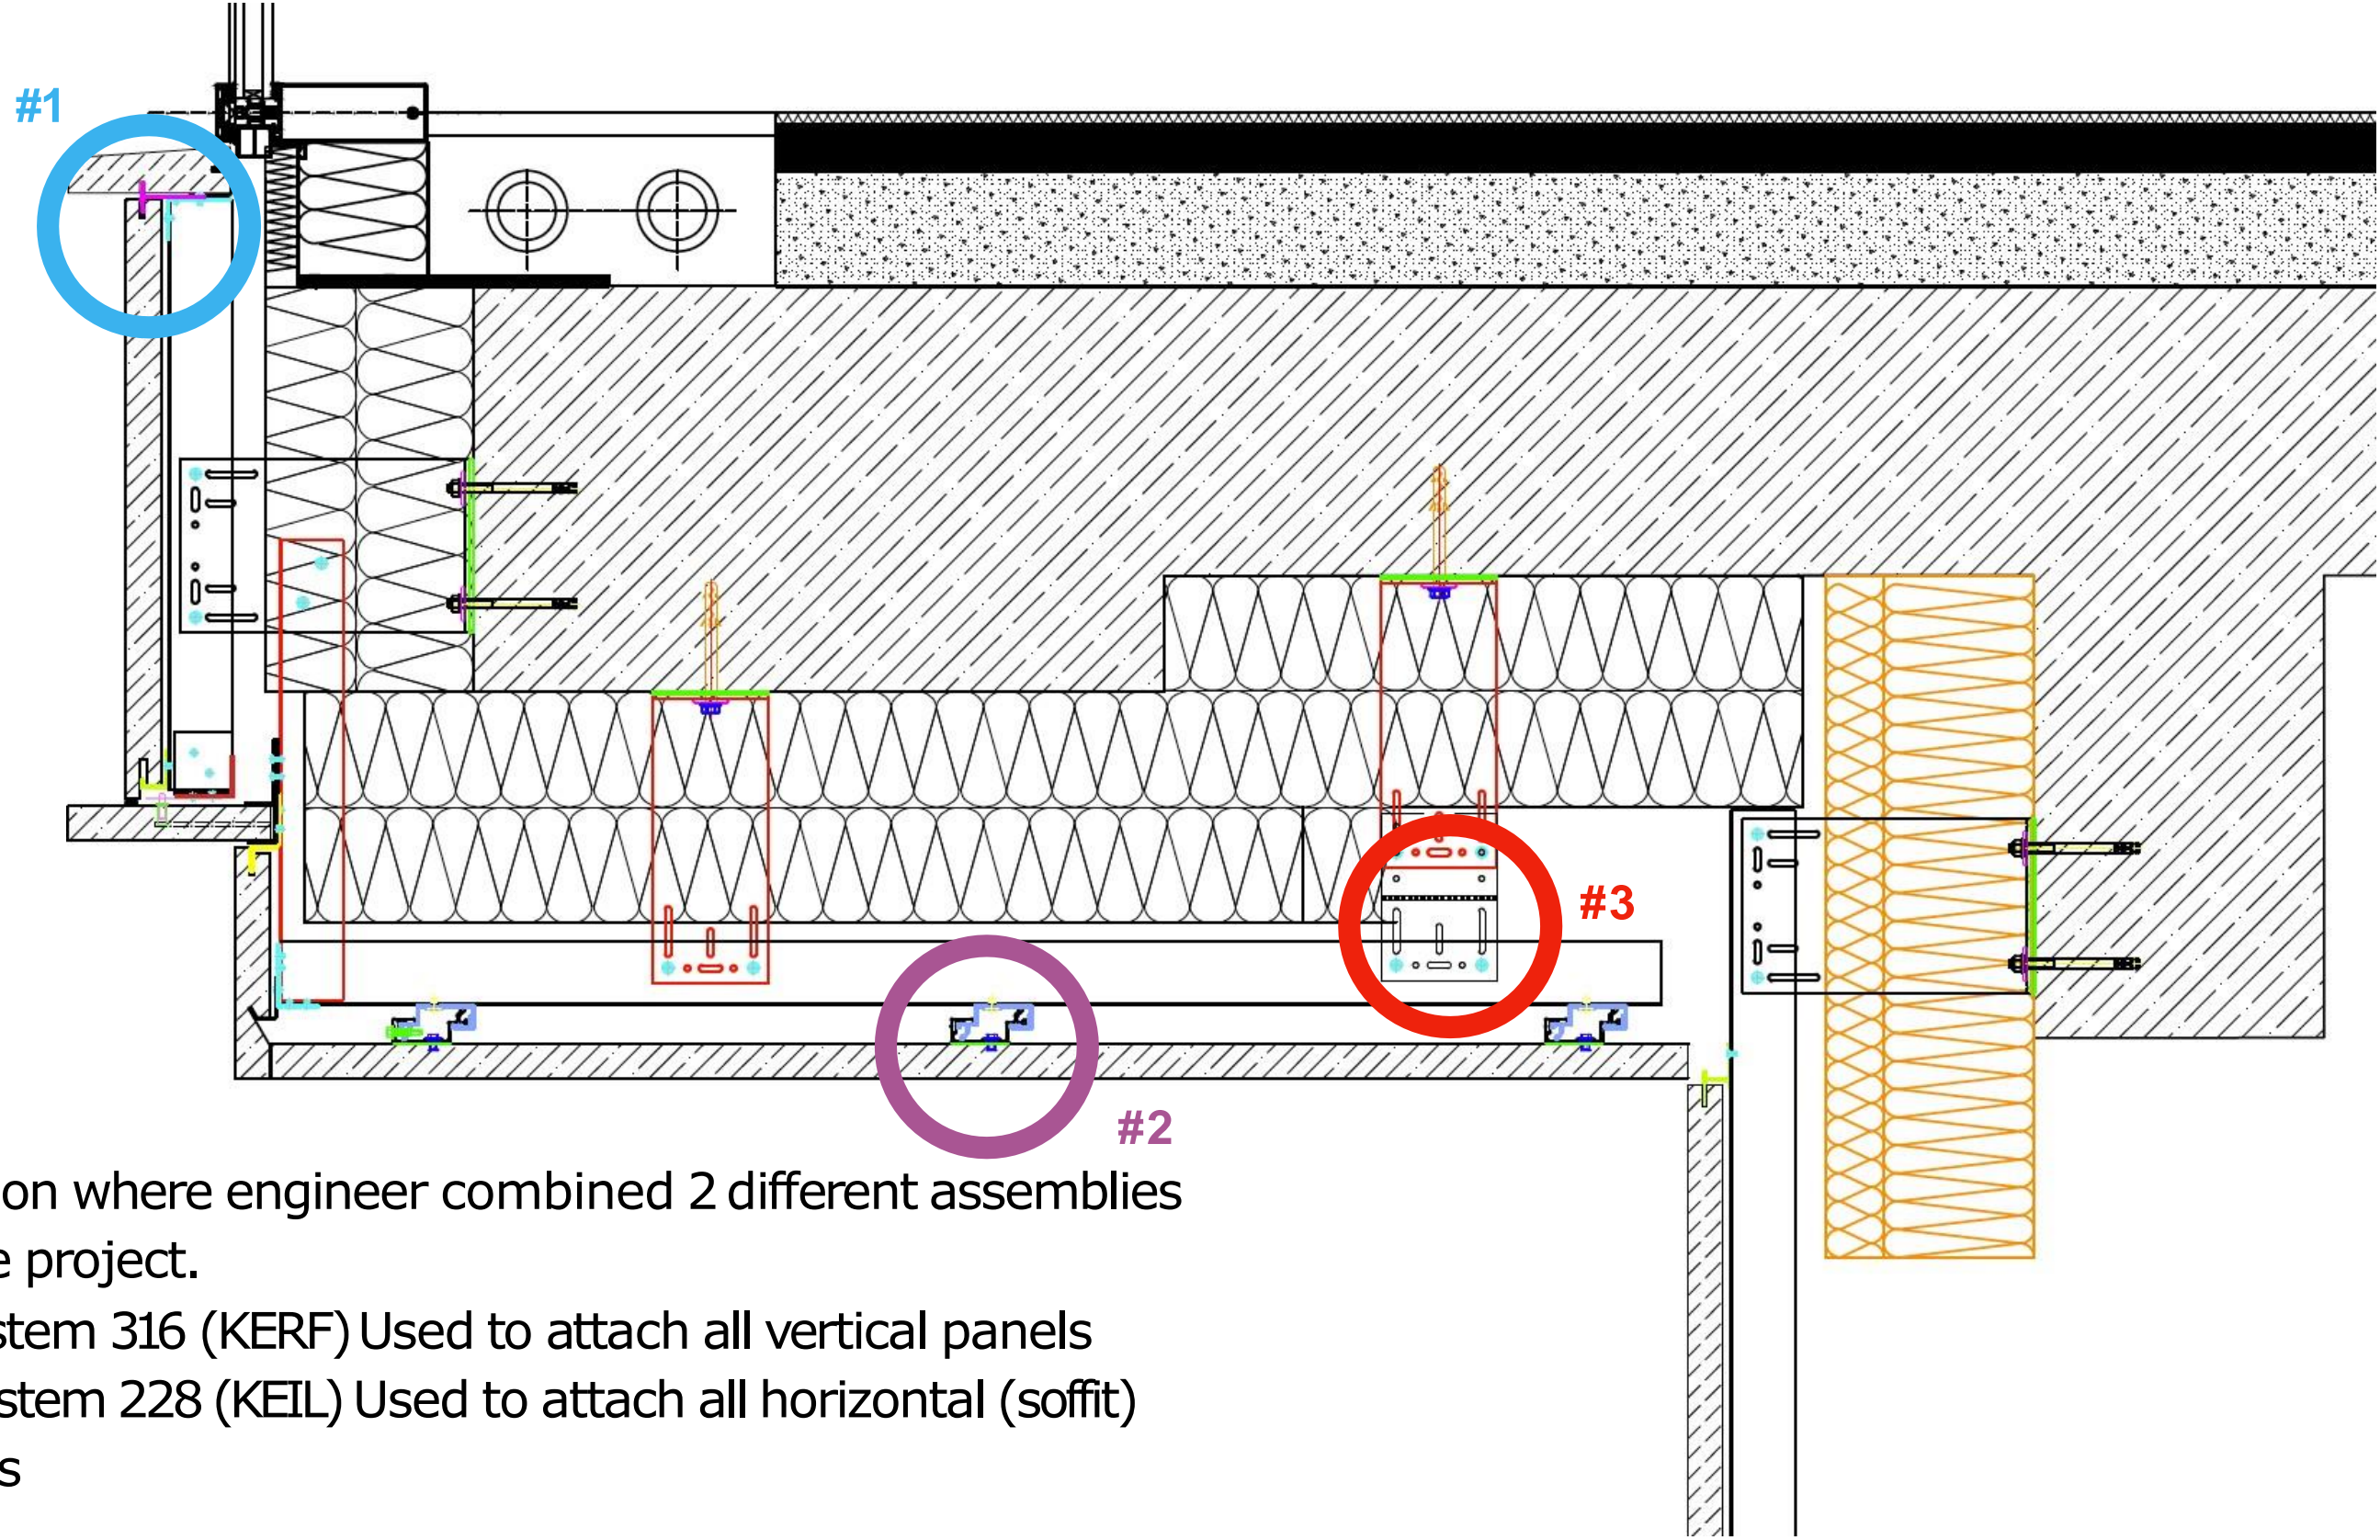 #1
#3
#2
on where engineer combined 2 different assemblies
e project.
stem 316 (KERF) Used to attach all vertical panels
stem 228 (KEIL) Used to attach all horizontal (soffit)
s